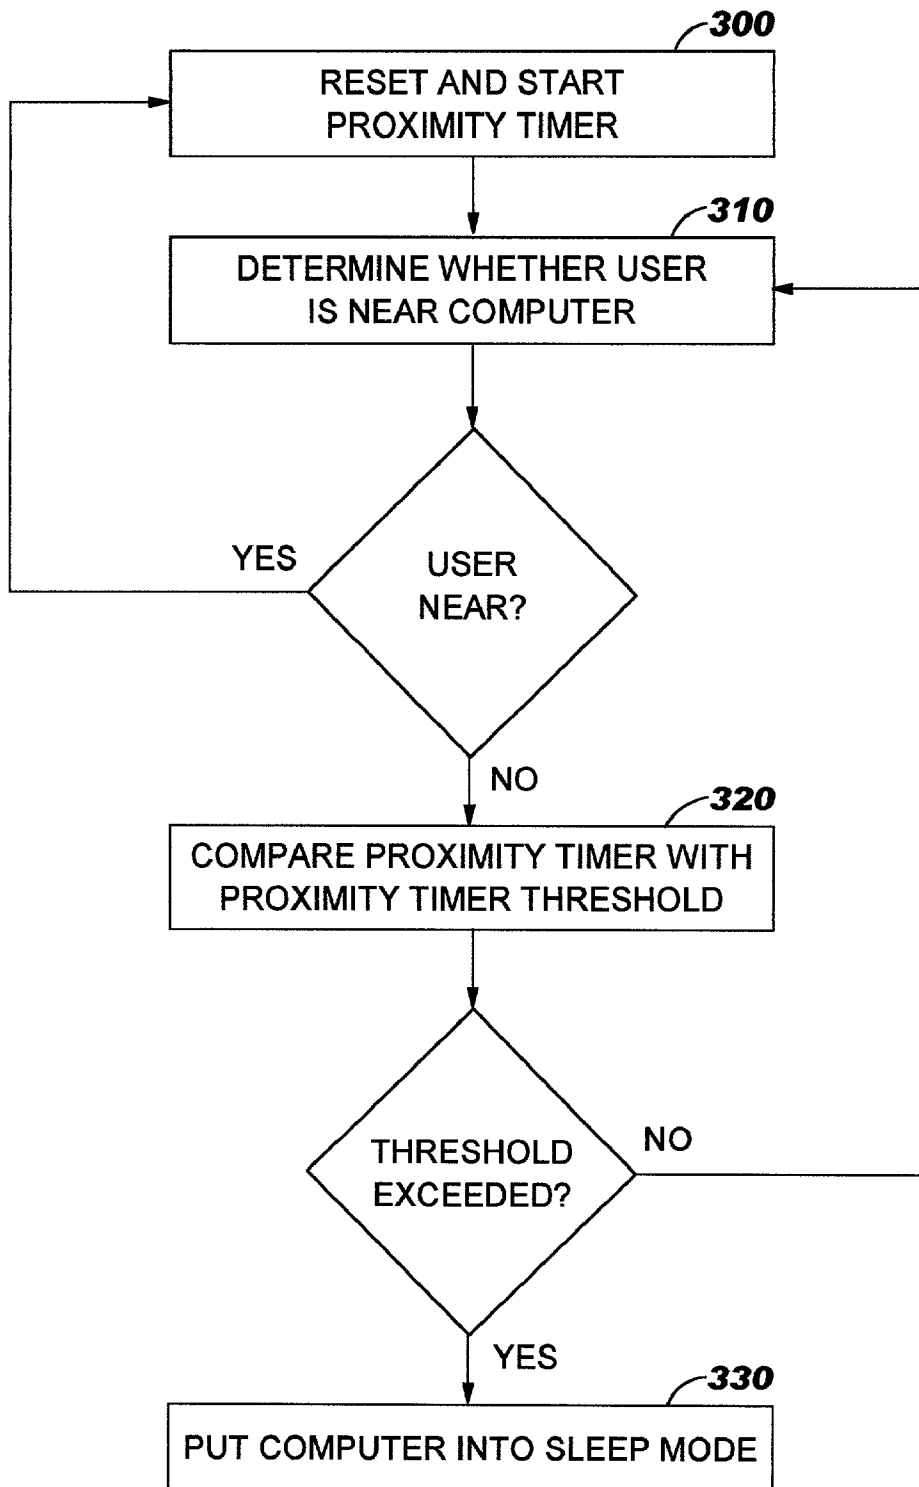 300
RESET AND START
PROXIMITY TIMER
310
DETERMINE WHETHER USER
IS NEAR COMPUTER
YES
USER
NEAR?
NO
320
COMPARE PROXIMITY TIMER WITH
PROXIMITY TIMER THRESHOLD
THRESHOLD
EXCEEDED?
NO
YES
330
PUT COMPUTER INTO SLEEP MODE